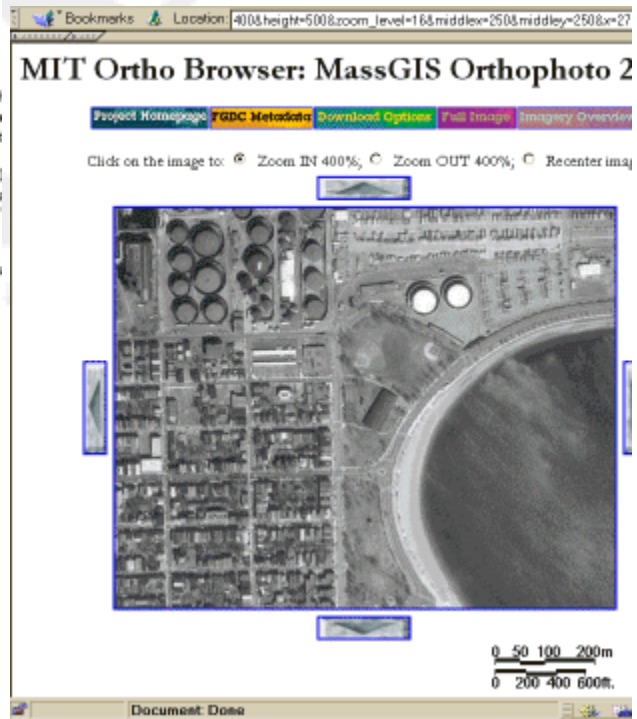 Bookmarks Location: 400&height=500&zoom_level=16&middlex=250&middley=250&x=27
MIT Ortho Browser: MassGIS Orthophoto 2
Project Homepage FGDC Metadata Download Options Full Image Imagery Overview
Click on the image to: Zoom IN 400%; Zoom OUT 400%; Recenter imag
0 50 100 200m
0 200 400 600ft.
Document: Done